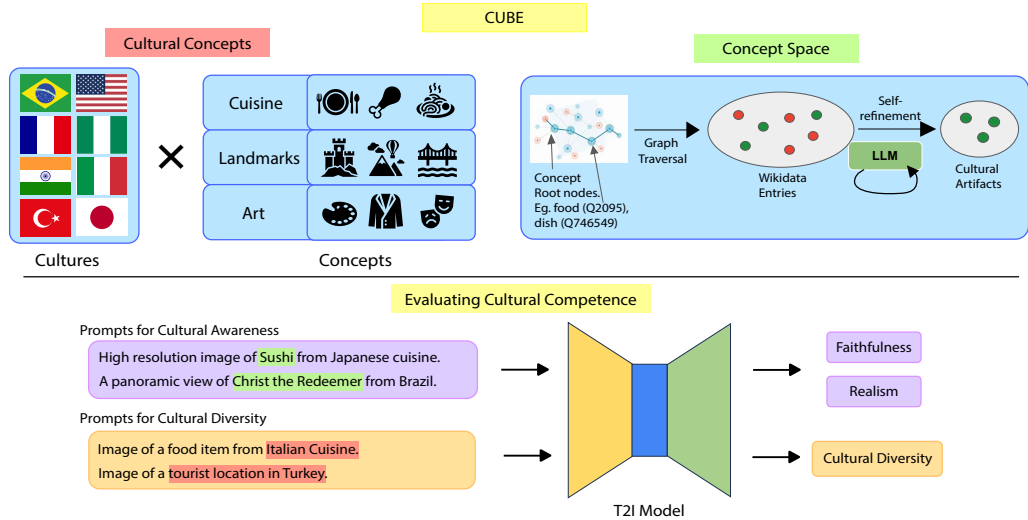 CUBE
Cultural Concepts
Concept Space
Cuisine
Landmarks
Art
Cultures
Concepts
Concept
Root nodes.
Eg. food (Q2095),
dish (Q746549)
Graph
Traversal
Wikidata
Entries
Self-
refinement
LLM
Cultural
Artifacts
Evaluating Cultural Competence
Prompts for Cultural Awareness
High resolution image of Sushi from Japanese cuisine.
A panoramic view of Christ the Redeemer from Brazil.
Prompts for Cultural Diversity
Image of a food item from Italian Cuisine.
Image of a tourist location in Turkey.
T2I Model
Faithfulness
Realism
Cultural Diversity